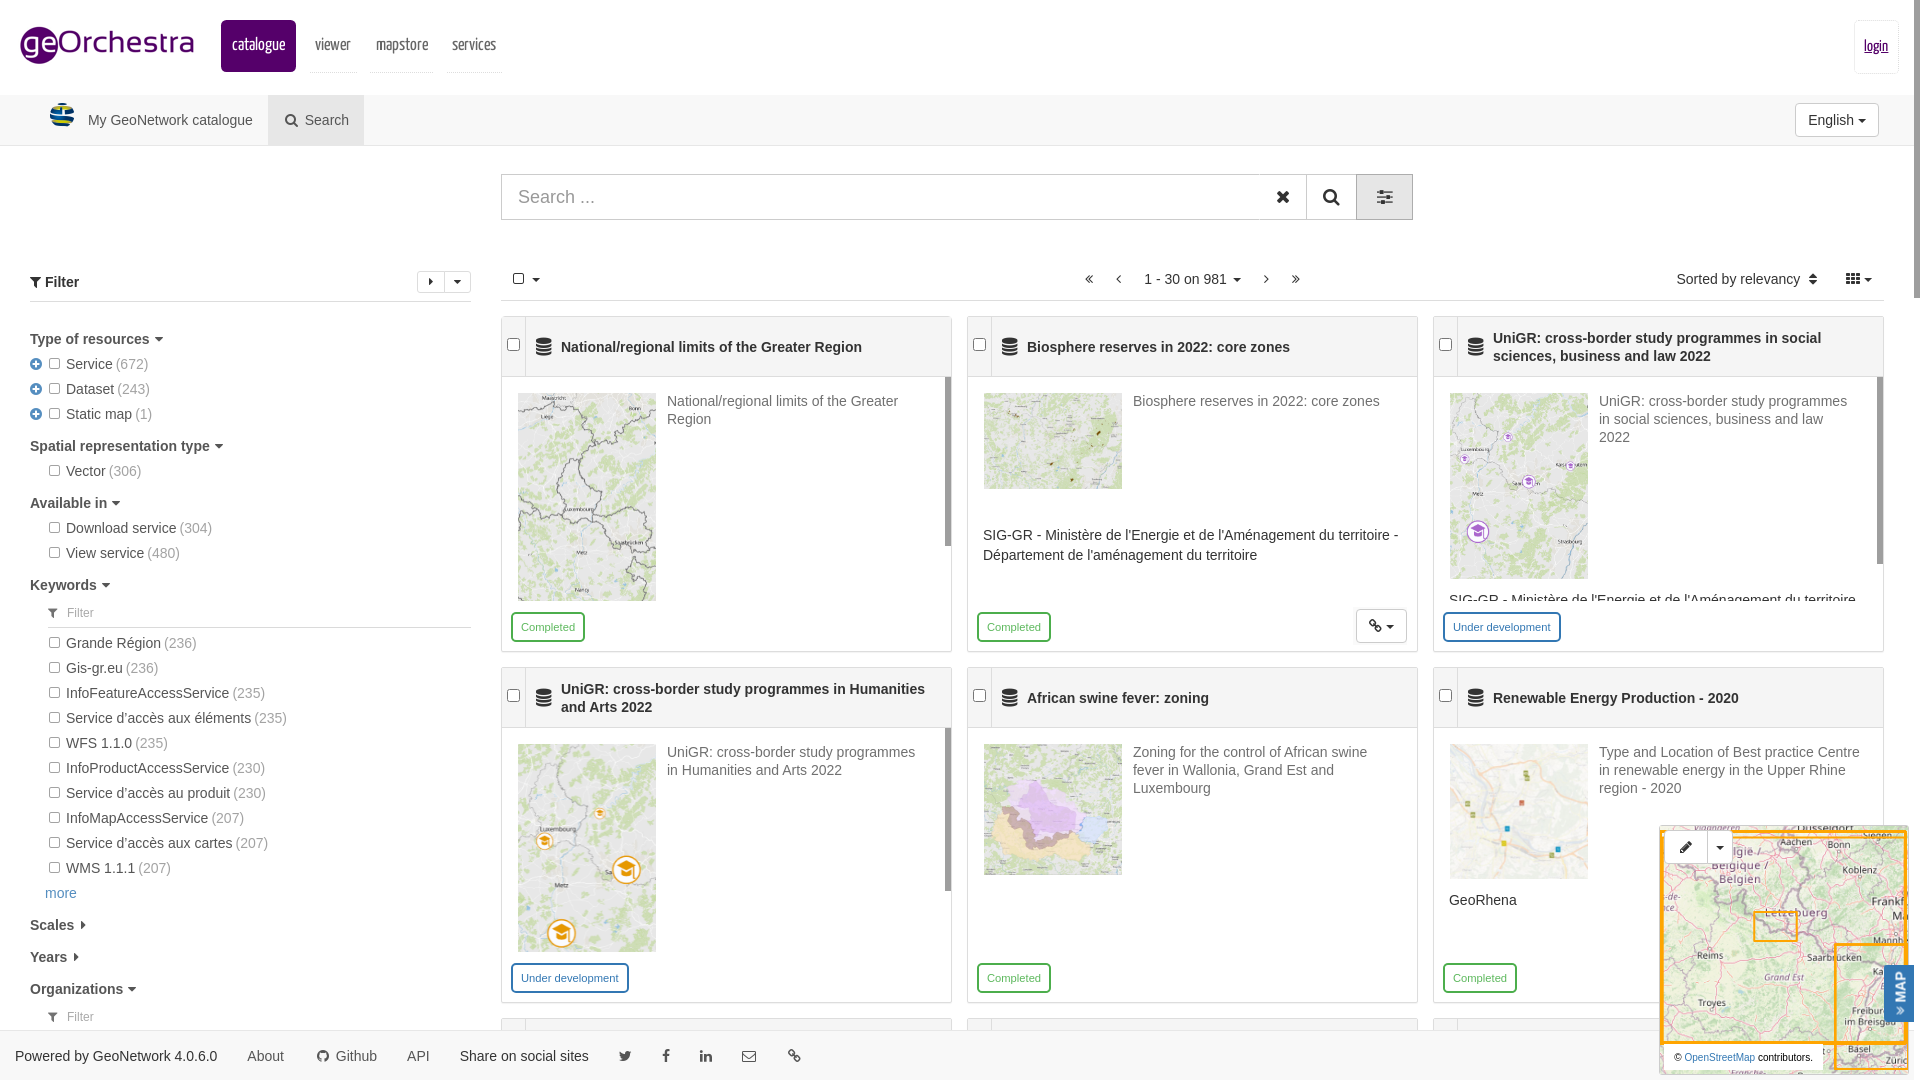 geOrchestra
catalogue
viewer
mapstore
services
login
My GeoNetwork catalogue
Search
English
Search ...
Filter
1 - 30 on 981
Sorted by relevancy
Type of resources
Service (672)
Dataset (243)
Static map (1)
Spatial representation type
Vector (306)
Available in
Download service (304)
View service (480)
Keywords
Filter
Grande Région (236)
Gis-gr.eu (236)
InfoFeatureAccessService (235)
Service d’accès aux éléments (235)
WFS 1.1.0 (235)
InfoProductAccessService (230)
Service d’accès au produit (230)
InfoMapAccessService (207)
Service d’accès aux cartes (207)
WMS 1.1.1 (207)
more
Scales
Years
Organizations
Filter
National/regional limits of the Greater Region
National/regional limits of the Greater
Region
Completed
Biosphere reserves in 2022: core zones
Biosphere reserves in 2022: core zones
SIG-GR - Ministère de l'Energie et de l'Aménagement du territoire -
Département de l'aménagement du territoire
Completed
UniGR: cross-border study programmes in social
sciences, business and law 2022
UniGR: cross-border study programmes
in social sciences, business and law
2022
SIG-GR - Ministère de l'Energie et de l'Aménagement du territoire
Under development
UniGR: cross-border study programmes in Humanities
and Arts 2022
UniGR: cross-border study programmes
in Humanities and Arts 2022
Luxembourg
Metz
Under development
African swine fever: zoning
Zoning for the control of African swine
fever in Wallonia, Grand Est and
Luxembourg
Completed
Renewable Energy Production - 2020
Type and Location of Best practice Centre
in renewable energy in the Upper Rhine
region - 2020
GeoRhena
Completed
Aachen
Bonn
Belgique /
Belgien
Koblenz
Lëtzebuerg
Reims
Saarbrücken
Grand Est
Troyes
Freiburg
im Breisgau
Basel
MAP
© OpenStreetMap contributors.
Powered by GeoNetwork 4.0.6.0
About
Github
API
Share on social sites